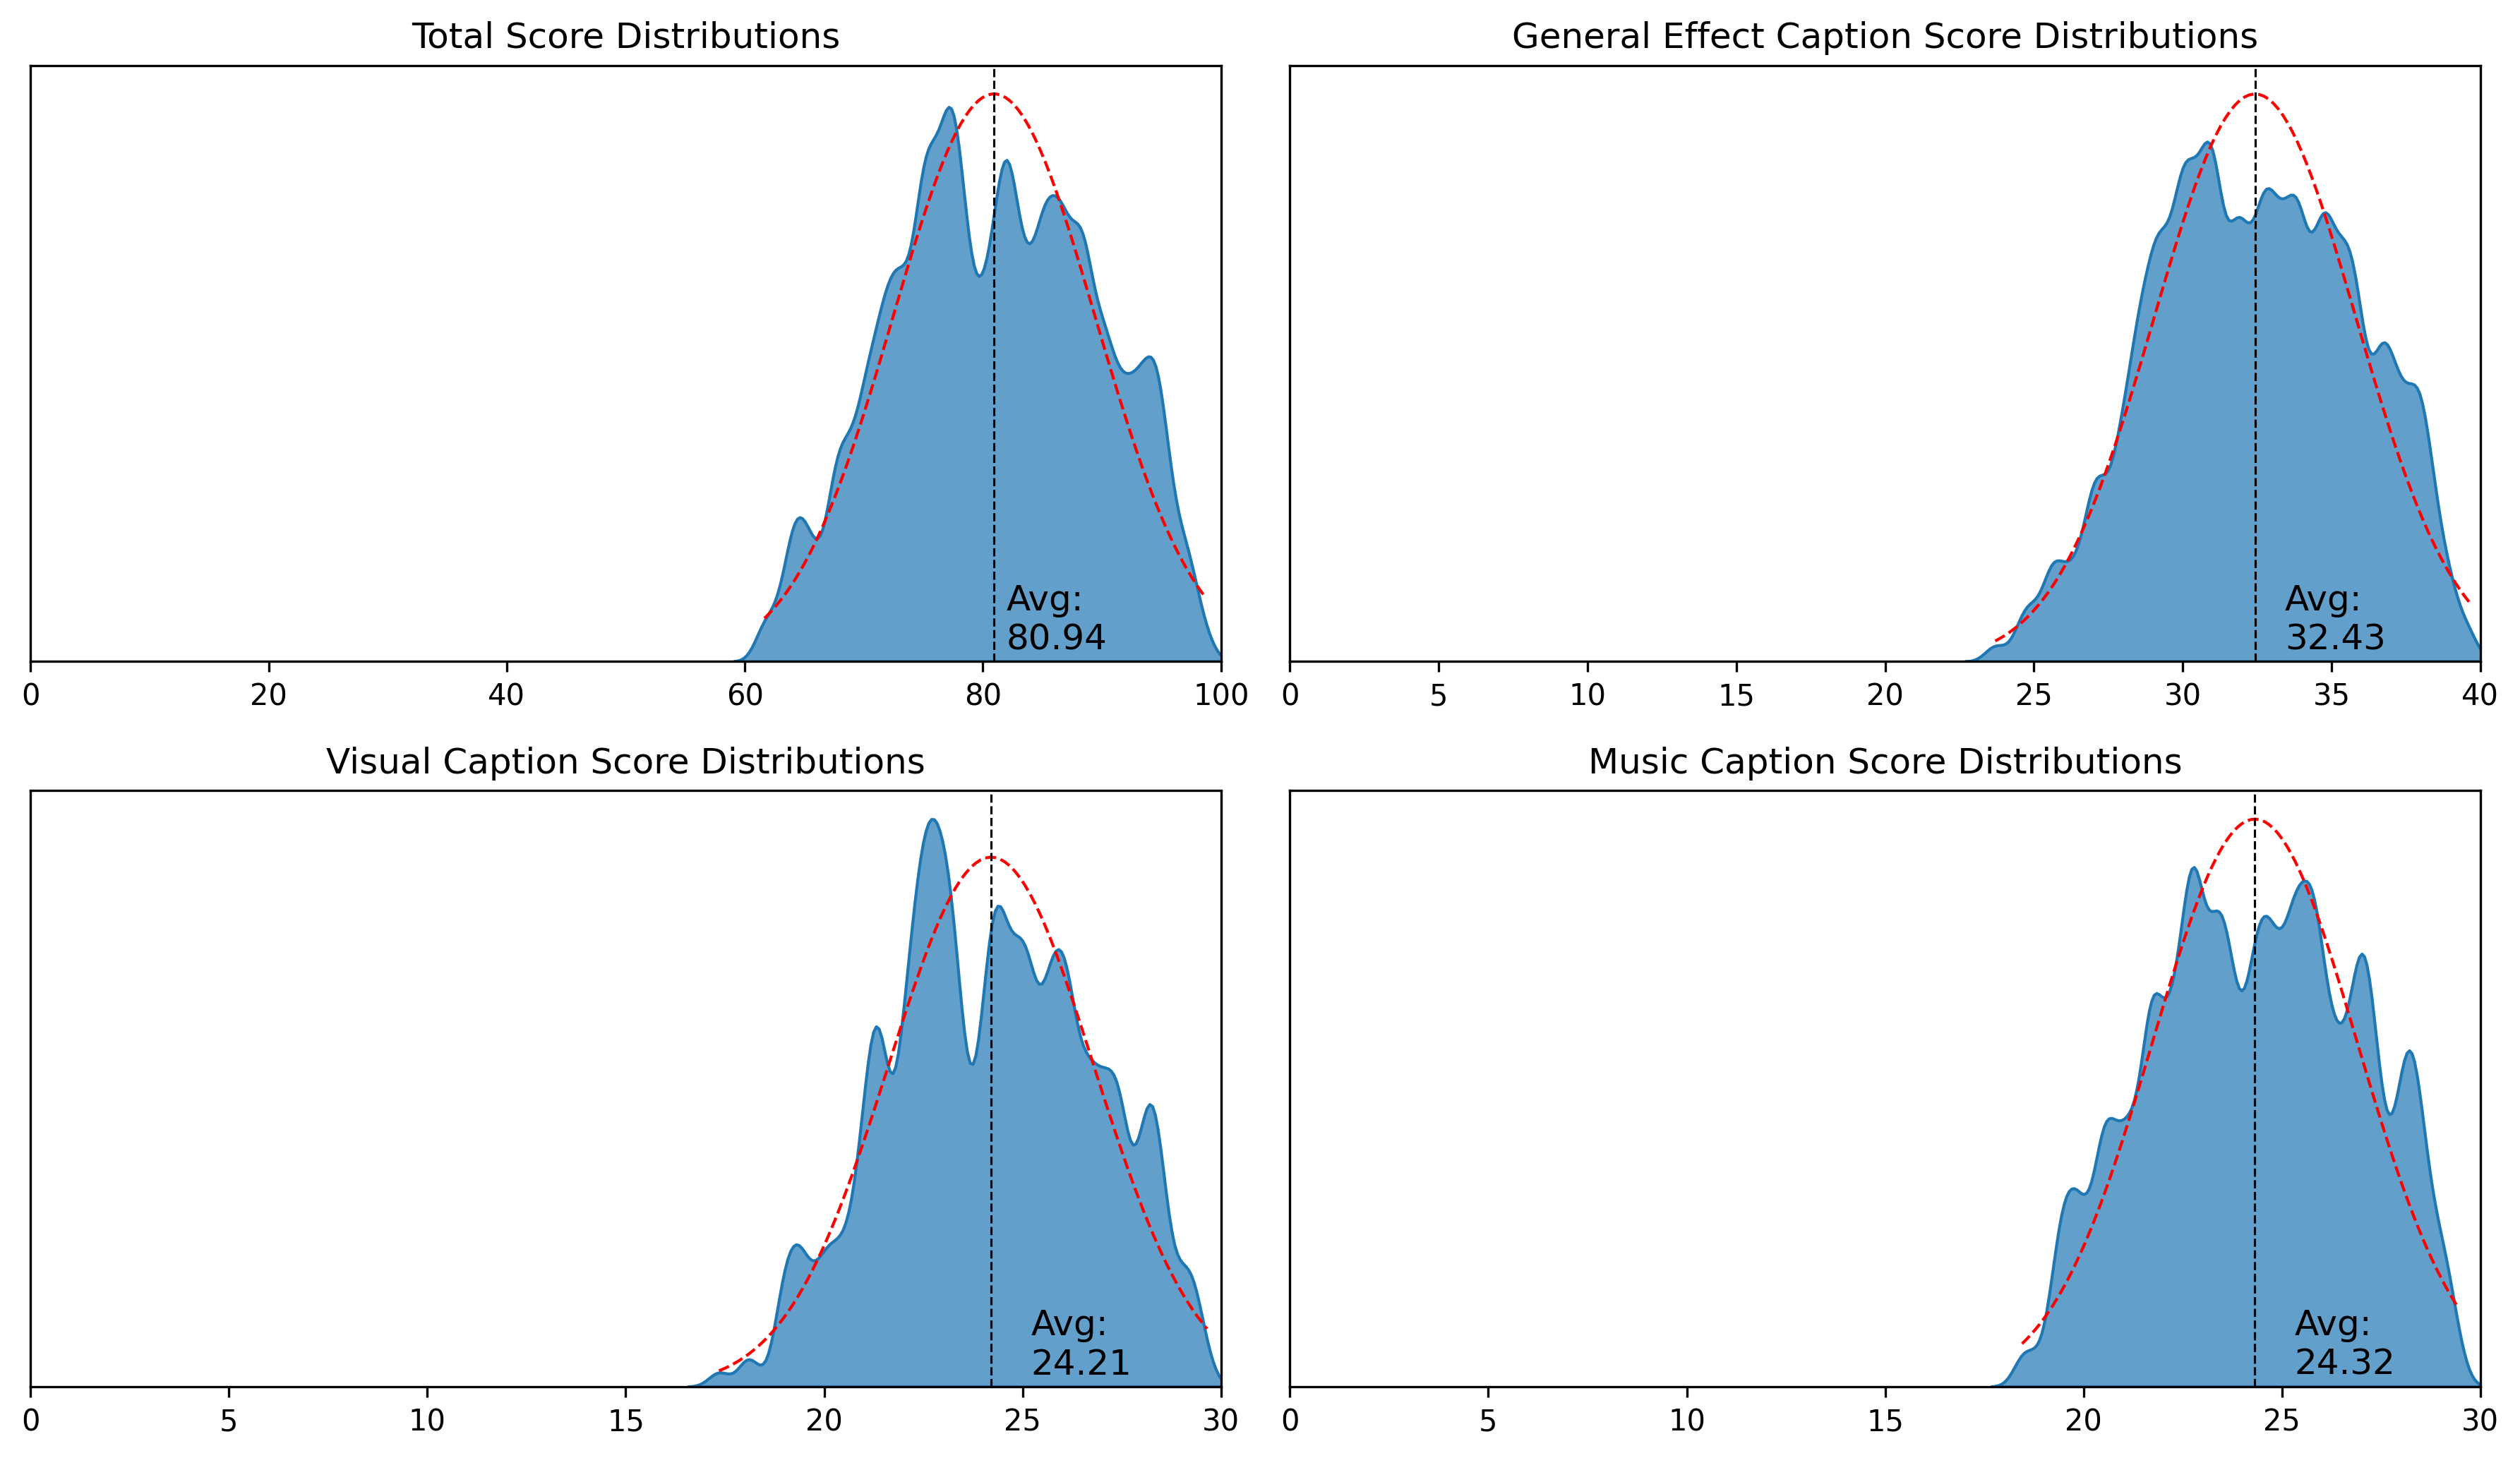 Total Score Distributions
Avg:
80.94
0 20 40 60 80 100
General Effect Caption Score Distributions
Avg:
32.43
0 5 10 15 20 25 30 35 40
Visual Caption Score Distributions
Avg:
24.21
0 5 10 15 20 25 30
Music Caption Score Distributions
Avg:
24.32
0 5 10 15 20 25 30